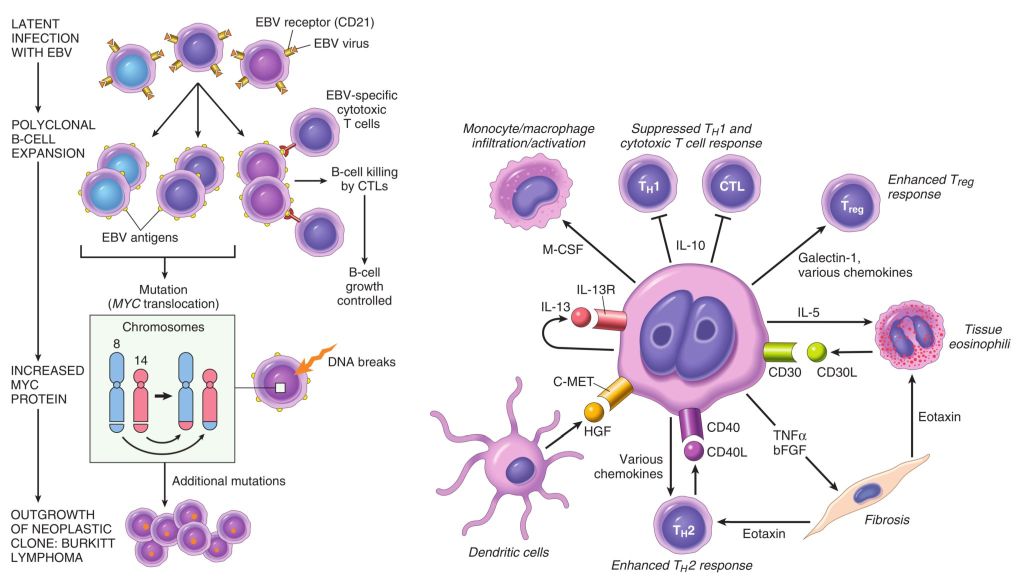 LATENT
INFECTION
WITH EBV
EBV receptor (CD21)
EBV virus
EBV-specific
cytotoxic
T cells
POLYCLONAL
B-CELL
EXPANSION
B-cell killing
by CTLs
EBV antigens
B-cell
growth
controlled
Mutation
(MYC translocation)
Chromosomes
8
14
DNA breaks
INCREASED
MYC
PROTEIN
Additional mutations
OUTGROWTH
OF NEOPLASTIC
CLONE: BURKITT
LYMPHOMA
Monocyte/macrophage
infiltration/activation
Suppressed TH1 and
cytotoxic T cell response
TH1
CTL
Enhanced Treg
response
Treg
M-CSF
IL-10
Galectin-1,
various chemokines
IL-13
IL-13R
IL-5
Tissue
eosinophils
CD30
CD30L
C-MET
HGF
CD40
CD40L
TNFα
bFGF
Eotaxin
Various
chemokines
Dendritic cells
TH2
Eotaxin
Fibrosis
Enhanced TH2 response